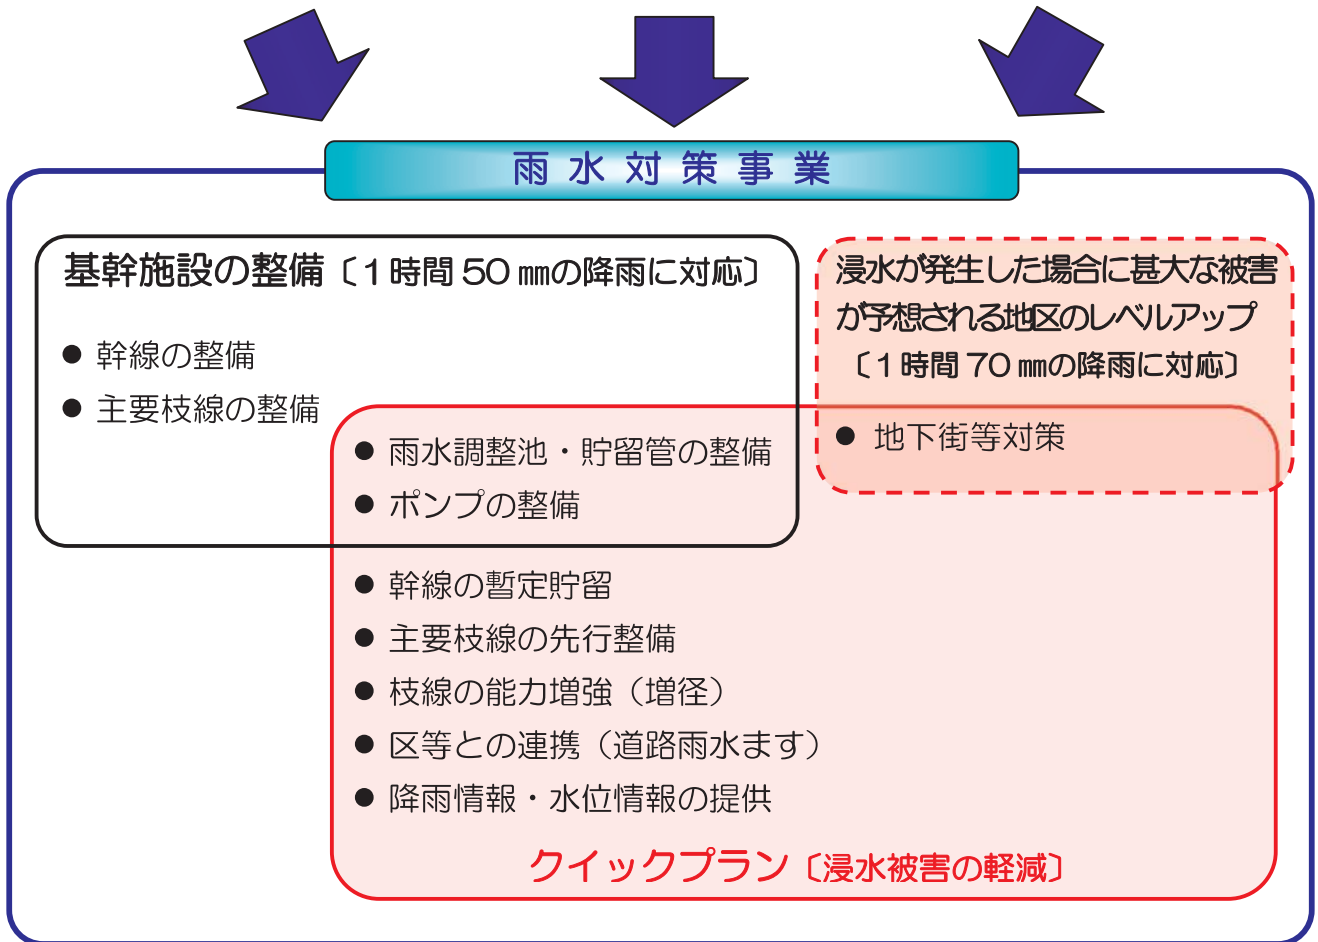 雨水対策事業
基幹施設の整備〔1時間50㎜の降雨に対応〕
● 幹線の整備
● 主要枝線の整備
浸水が発生した場合に甚大な被害
が予想される地区のレベルアップ
〔1時間70㎜の降雨に対応〕
● 地下街等対策
● 雨水調整池・貯留管の整備
● ポンプの整備
● 幹線の暫定貯留
● 主要枝線の先行整備
● 枝線の能力増強（増径）
● 区等との連携（道路雨水ます）
● 降雨情報・水位情報の提供
クイックプラン〔浸水被害の軽減〕